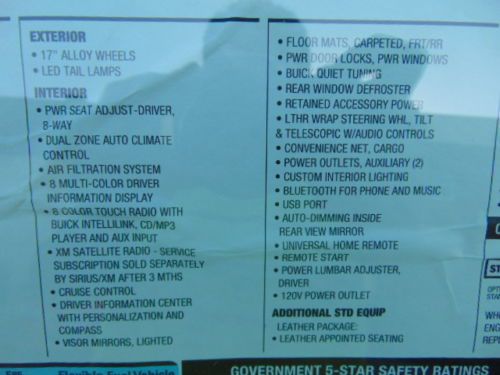 EXTERIOR
• 17" ALLOY WHEELS
• LED TAIL LAMPS
INTERIOR
• PWR SEAT ADJUST-DRIVER,
8-WAY
• DUAL ZONE AUTO CLIMATE
CONTROL
• AIR FILTRATION SYSTEM
• 8 MULTI-COLOR DRIVER
INFORMATION DISPLAY
• 8 COLOR TOUCH RADIO WITH
BUICK INTELLILINK, CD/MP3
PLAYER AND AUX INPUT
• XM SATELLITE RADIO - SERVICE
SUBSCRIPTION SOLD SEPARATELY
BY SIRIUS/XM AFTER 3 MTHS
• CRUISE CONTROL
• DRIVER INFORMATION CENTER
WITH PERSONALIZATION AND
COMPASS
• VISOR MIRRORS, LIGHTED
• FLOOR MATS, CARPETED, FRT/RR
• PWR DOOR LOCKS, PWR WINDOWS
• BUICK QUIET TUNING
• REAR WINDOW DEFROSTER
• RETAINED ACCESSORY POWER
• LTHR WRAP STEERING WHL, TILT
& TELESCOPIC W/AUDIO CONTROLS
• CONVENIENCE NET, CARGO
• POWER OUTLETS, AUXILIARY (2)
• CUSTOM INTERIOR LIGHTING
• BLUETOOTH FOR PHONE AND MUSIC
• USB PORT
• AUTO-DIMMING INSIDE
REAR VIEW MIRROR
• UNIVERSAL HOME REMOTE
• REMOTE START
• POWER LUMBAR ADJUSTER,
DRIVER
• 120V POWER OUTLET
ADDITIONAL STD EQUIP
LEATHER PACKAGE:
• LEATHER APPOINTED SEATING
Flexible Fuel Vehicle
GOVERNMENT 5-STAR SAFETY RATINGS